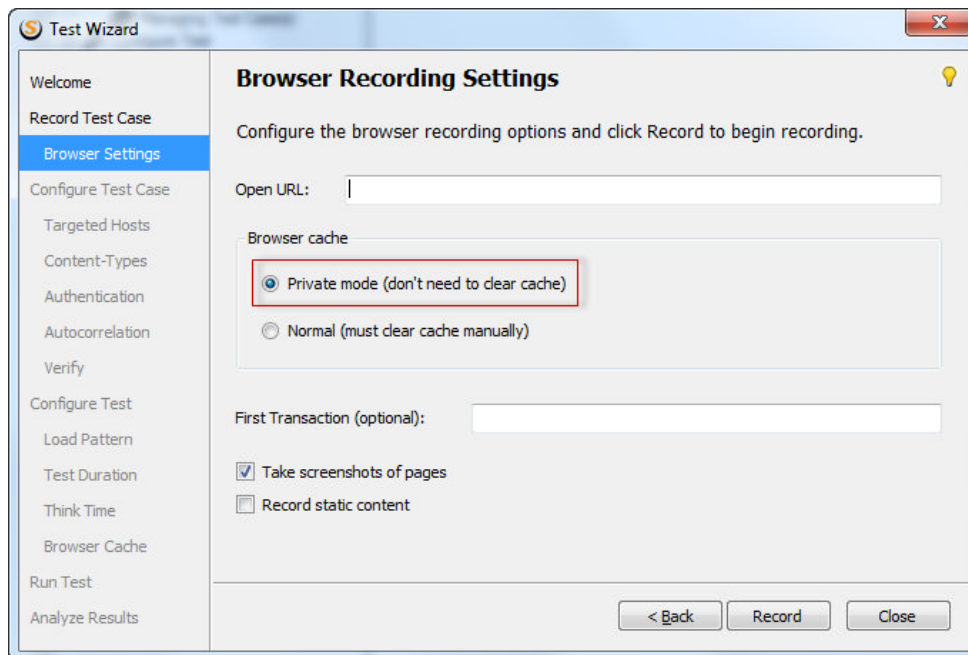 Test Wizard
Welcome
Record Test Case
Browser Settings
Configure Test Case
Targeted Hosts
Content-Types
Authentication
Autocorrelation
Verify
Configure Test
Load Pattern
Test Duration
Think Time
Browser Cache
Run Test
Analyze Results
Browser Recording Settings
Configure the browser recording options and click Record to begin recording.
Open URL:
Browser cache
Private mode (don't need to clear cache)
Normal (must clear cache manually)
First Transaction (optional):
Take screenshots of pages
Record static content
< Back
Record
Close